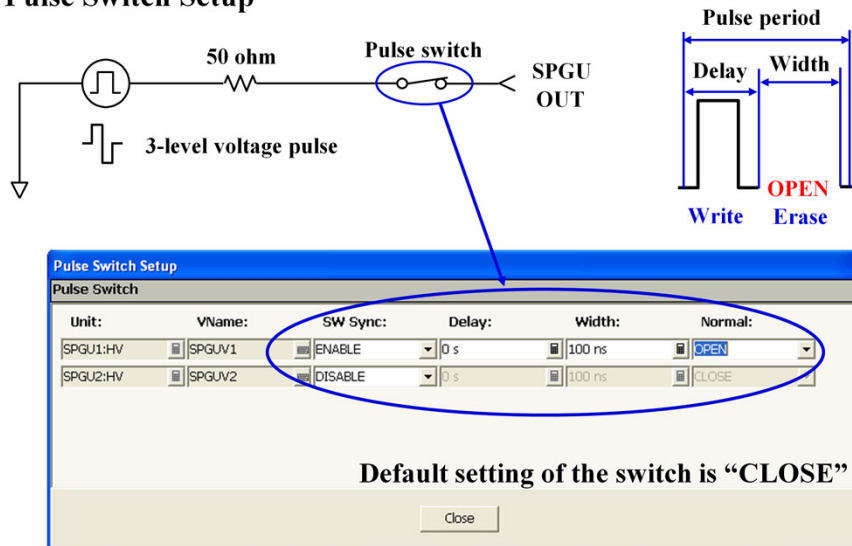 Pulse Switch Setup
Pulse period
50 ohm
Pulse switch
SPGU
OUT
Delay
Width
3-level voltage pulse
OPEN
Write
Erase
Pulse Switch Setup
Pulse Switch
Unit: VName: SW Sync: Delay: Width: Normal:
SPGU1:HV SPGUV1 ENABLE 0 s 100 ns OPEN
SPGU2:HV SPGUV2 DISABLE 0 s 100 ns CLOSE
Default setting of the switch is “CLOSE”
Close